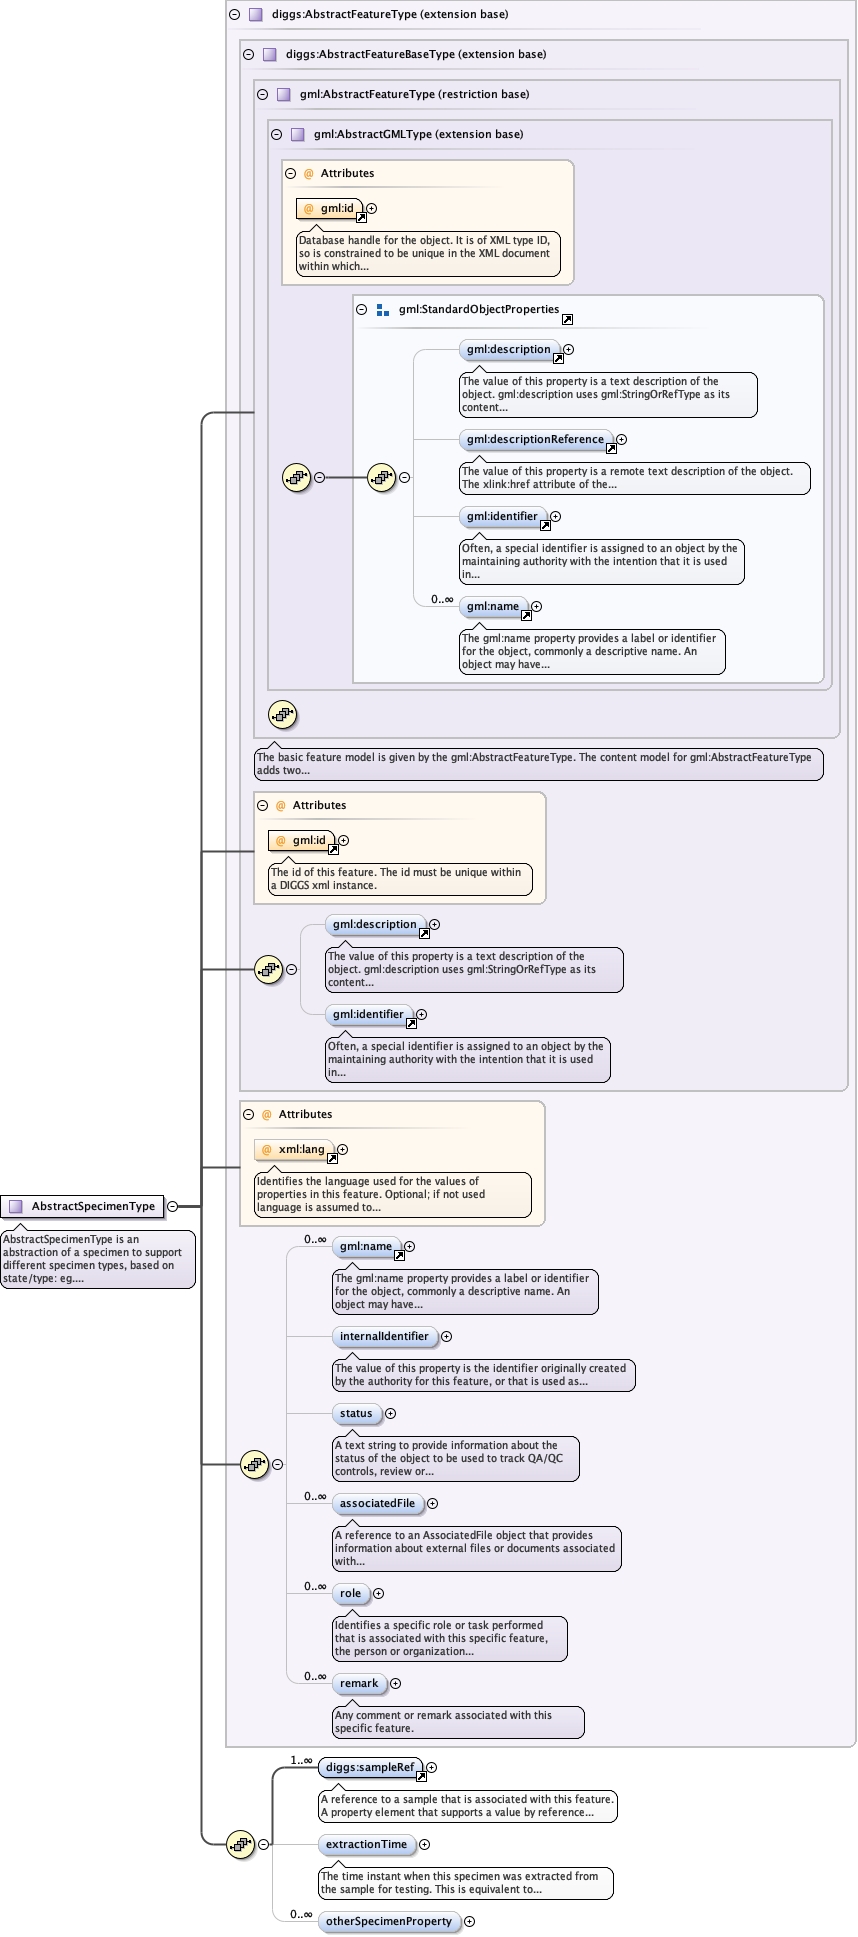 diggs:AbstractFeatureType (extension base)
diggs:AbstractFeatureBaseType (extension base)
gml:AbstractFeatureType (restriction base)
gml:AbstractGMLType (extension base)
@ Attributes
@ gml:id
Database handle for the object. It is of XML type ID,
so is constrained to be unique in the XML document
within which...
gml:StandardObjectProperties
gml:description
The value of this property is a text description of the
object. gml:description uses gml:StringOrRefType as its
content...
gml:descriptionReference
The value of this property is a remote text description of the object.
The xlink:href attribute of the...
gml:identifier
Often, a special identifier is assigned to an object by the
maintaining authority with the intention that it is used
in...
0..∞
gml:name
The gml:name property provides a label or identifier
for the object, commonly a descriptive name. An
object may have...
The basic feature model is given by the gml:AbstractFeatureType. The content model for gml:AbstractFeatureType
adds two...
@ Attributes
@ gml:id
The id of this feature. The id must be unique within
a DIGGS xml instance.
gml:description
The value of this property is a text description of the
object. gml:description uses gml:StringOrRefType as its
content...
gml:identifier
Often, a special identifier is assigned to an object by the
maintaining authority with the intention that it is used
in...
@ Attributes
@ xml:lang
Identifies the language used for the values of
properties in this feature. Optional; if not used
language is assumed to...
AbstractSpecimenType
AbstractSpecimenType is an
abstraction of a specimen to support
different specimen types, based on
state/type: eg....
0..∞
gml:name
The gml:name property provides a label or identifier
for the object, commonly a descriptive name. An
object may have...
internalIdentifier
The value of this property is the identifier originally created
by the authority for this feature, or that is used as...
status
A text string to provide information about the
status of the object to be used to track QA/QC
controls, review or...
0..∞
associatedFile
A reference to an AssociatedFile object that provides
information about external files or documents associated
with...
0..∞
role
Identifies a specific role or task performed
that is associated with this specific feature,
the person or organization...
0..∞
remark
Any comment or remark associated with this
specific feature.
1..∞
diggs:sampleRef
A reference to a sample that is associated with this feature.
A property element that supports a value by reference...
extractionTime
The time instant when this specimen was extracted from
the sample for testing. This is equivalent to...
0..∞
otherSpecimenProperty